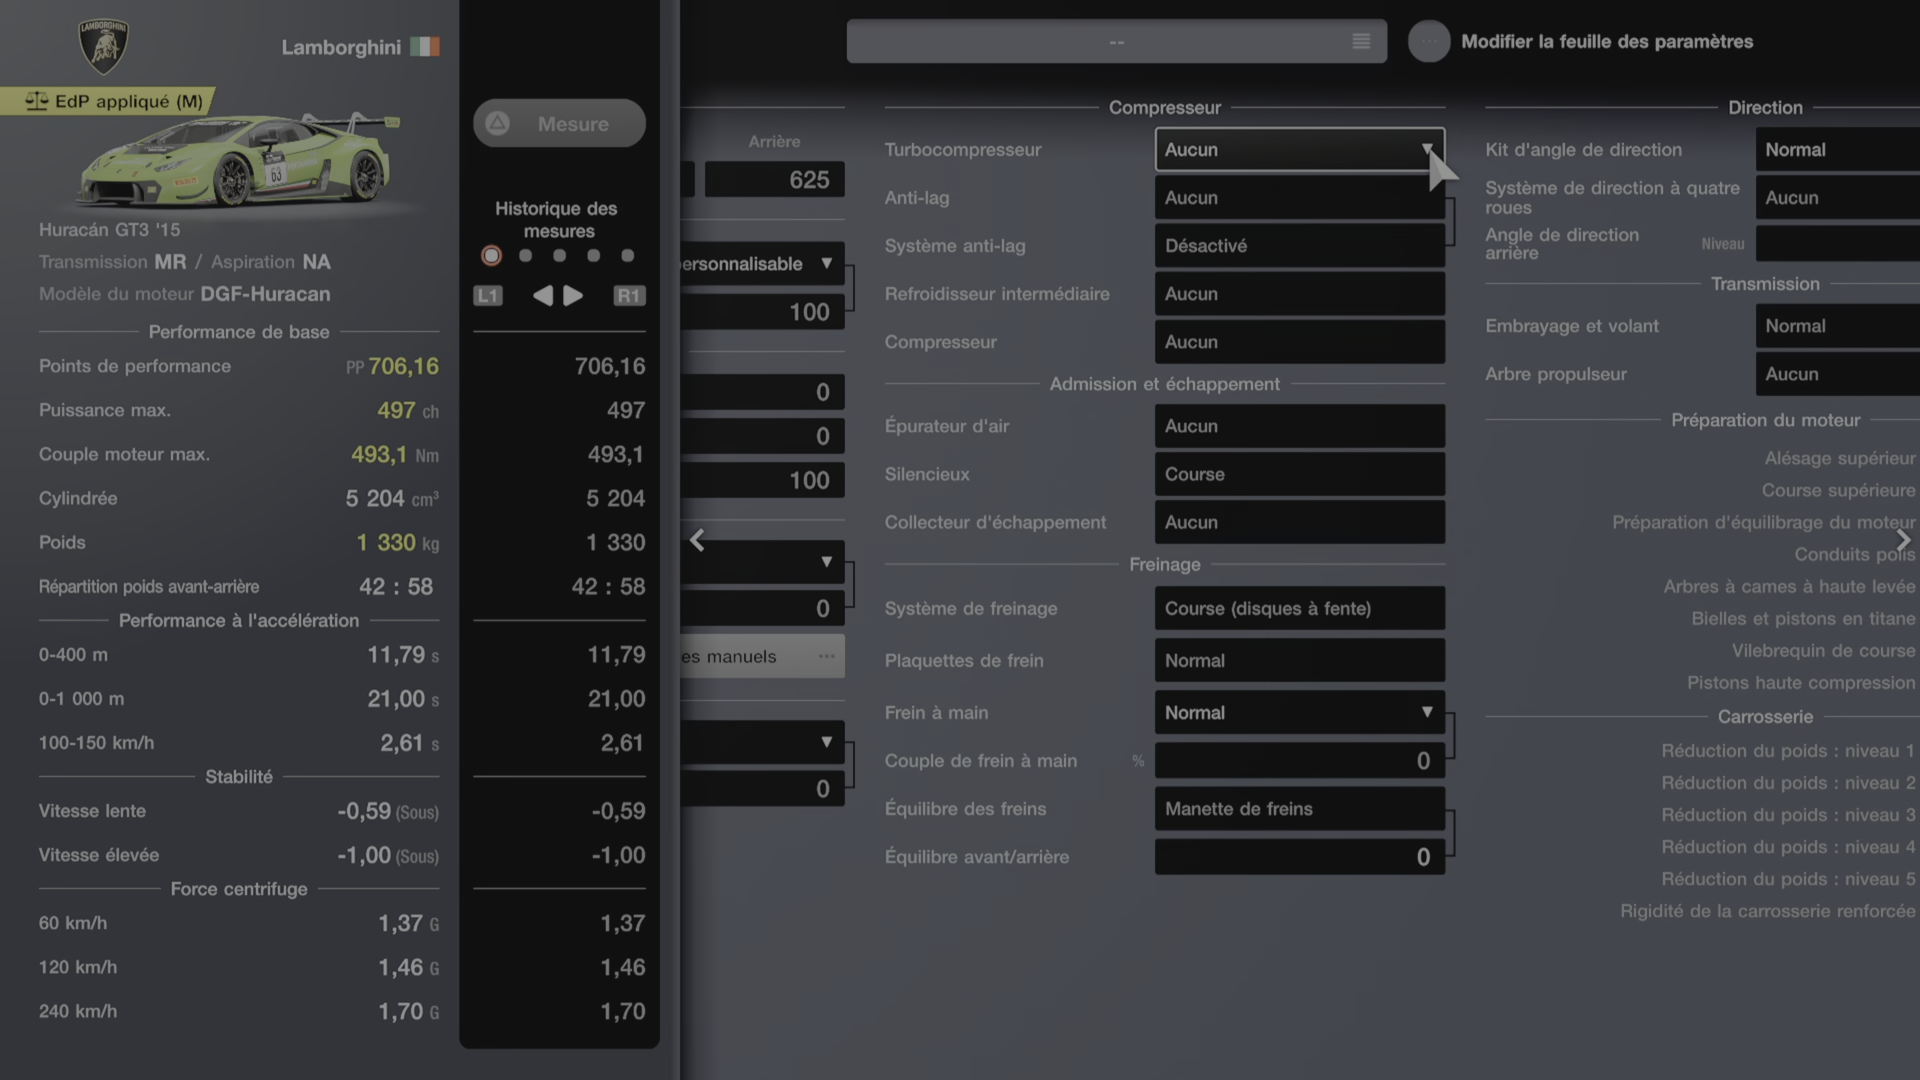 LAMBORGHINI
Lamborghini
EdP appliqué (M)
63
Huracán GT3 '15
Transmission MR / Aspiration NA
Modèle du moteur DGF-Huracan
Performance de base
Points de performance PP 706,16
Puissance max. 497 ch
Couple moteur max. 493,1 Nm
Cylindrée 5 204 cm³
Poids 1 330 kg
Répartition poids avant-arrière 42 : 58
Performance à l'accélération
0-400 m 11,79 s
0-1 000 m 21,00 s
100-150 km/h 2,61 s
Stabilité
Vitesse lente -0,59 (Sous)
Vitesse élevée -1,00 (Sous)
Force centrifuge
60 km/h 1,37 G
120 km/h 1,46 G
240 km/h 1,70 G
Mesure
Historique des
mesures
L1 R1
706,16
497
493,1
5 204
1 330
42 : 58
11,79
21,00
2,61
-0,59
-1,00
1,37
1,46
1,70
--
Modifier la feuille des paramètres
Arrière
625
ersonnalisable
100
0
0
100
0
es manuels
0
Compresseur
Turbocompresseur Aucun
Anti-lag Aucun
Système anti-lag Désactivé
Refroidisseur intermédiaire Aucun
Compresseur Aucun
Admission et échappement
Épurateur d'air Aucun
Silencieux Course
Collecteur d'échappement Aucun
Freinage
Système de freinage Course (disques à fente)
Plaquettes de frein Normal
Frein à main Normal
Couple de frein à main % 0
Équilibre des freins Manette de freins
Équilibre avant/arrière 0
Direction
Kit d'angle de direction Normal
Système de direction à quatre
roues Aucun
Angle de direction
arrière Niveau
Transmission
Embrayage et volant Normal
Arbre propulseur Aucun
Préparation du moteur
Alésage supérieur
Course supérieure
Préparation d'équilibrage du moteur
Conduits polis
Arbres à cames à haute levée
Bielles et pistons en titane
Vilebrequin de course
Pistons haute compression
Carrosserie
Réduction du poids : niveau 1
Réduction du poids : niveau 2
Réduction du poids : niveau 3
Réduction du poids : niveau 4
Réduction du poids : niveau 5
Rigidité de la carrosserie renforcée